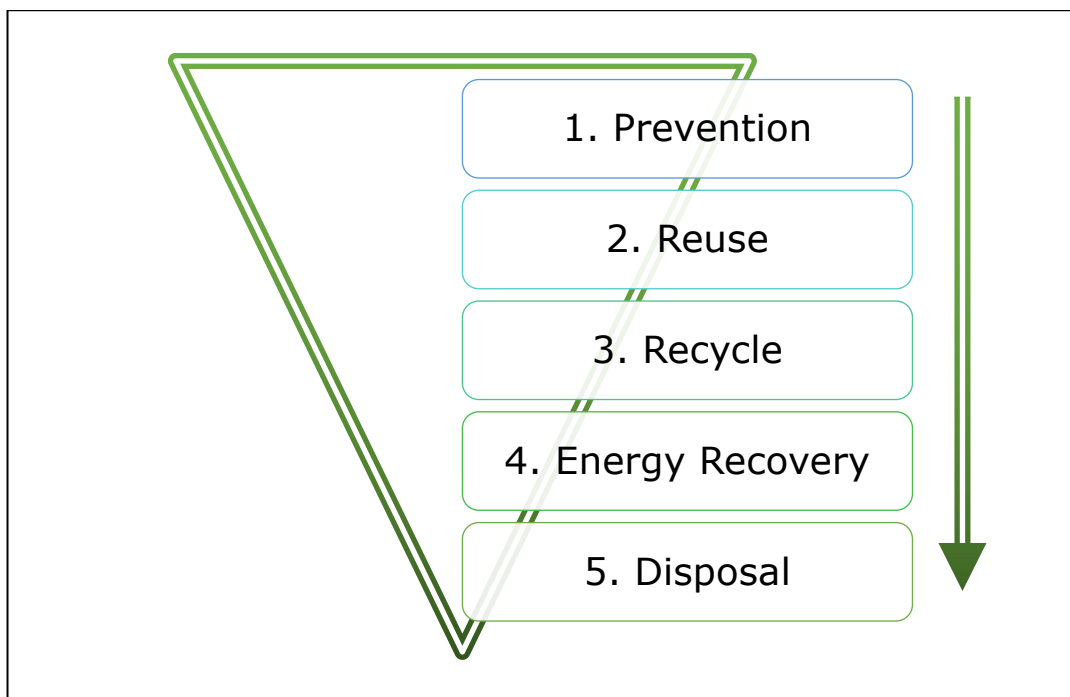 1. Prevention
2. Reuse
3. Recycle
4. Energy Recovery
5. Disposal